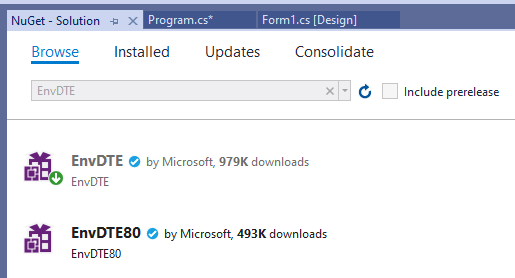 NuGet - Solution Program.cs* Form1.cs [Design]
Browse Installed Updates Consolidate
EnvDTE Include prerelease
EnvDTE by Microsoft, 979K downloads
EnvDTE
EnvDTE80 by Microsoft, 493K downloads
EnvDTE80